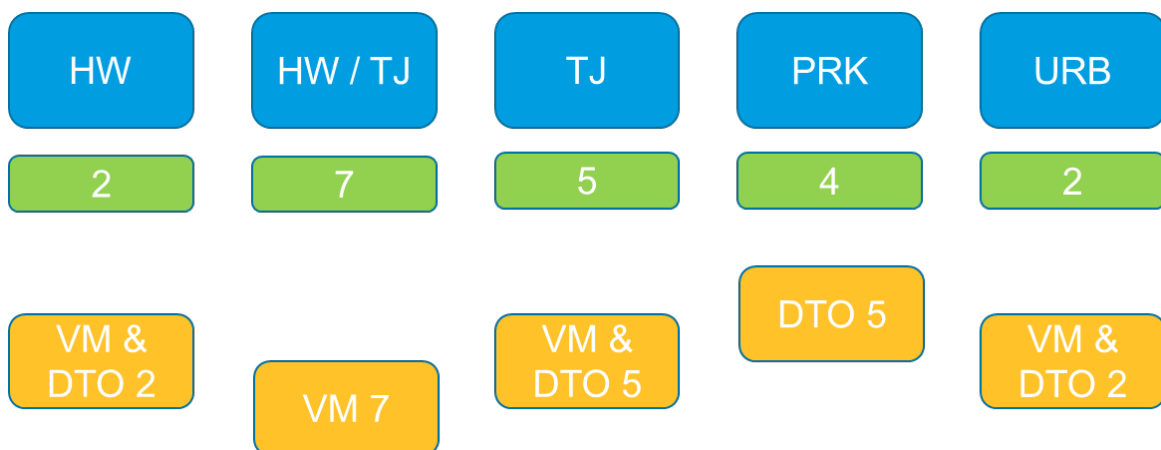 HW
HW / TJ
TJ
PRK
URB
2
7
5
4
2
DTO 5
VM &
DTO 2
VM &
DTO 5
VM &
DTO 2
VM 7